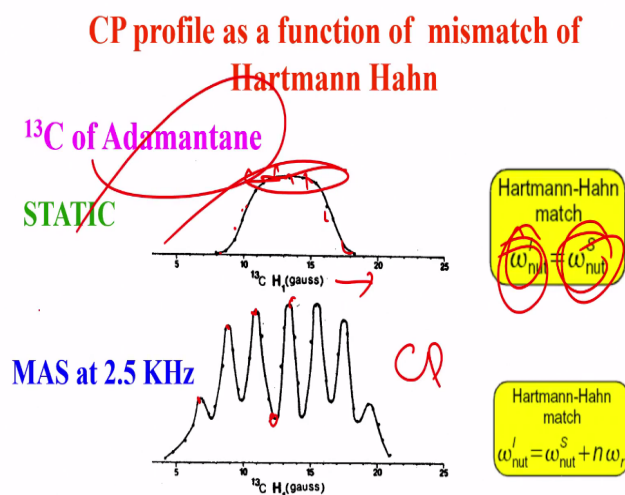 CP profile as a function of mismatch of
Hartmann Hahn
¹³C of Adamantane
STATIC
5 10 15 20 25
¹³C H₁(gauss)
Hartmann-Hahn
match
ωᴵnut = ωˢnut
MAS at 2.5 KHz
CP
5 10 15 20 25
¹³C H₁(gauss)
Hartmann-Hahn
match
ωᴵnut = ωˢnut + n ωr